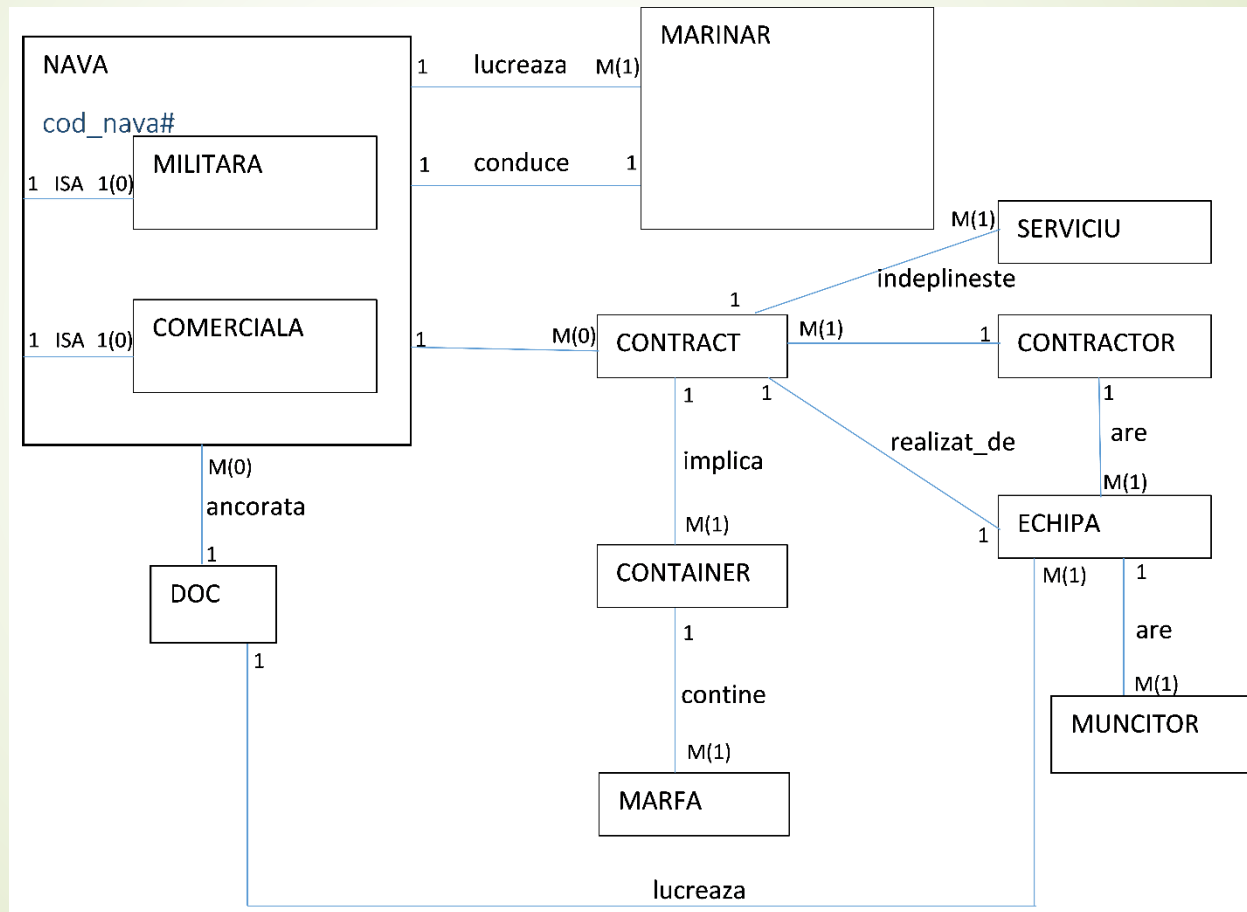 NAVA
cod_nava#
MILITARA
1 ISA 1(0)
COMERCIALA
1 ISA 1(0)
1 lucreaza M(1)
MARINAR
1 conduce 1
M(1)
SERVICIU
indeplineste
1
1 M(0)
CONTRACT
M(1) 1
CONTRACTOR
1 1
1
realizat_de
are
implica
M(0)
ancorata
1
M(1)
M(1)
1
ECHIPA
DOC
CONTAINER
M(1) 1
1
1
are
contine
M(1)
M(1)
MUNCITOR
MARFA
lucreaza